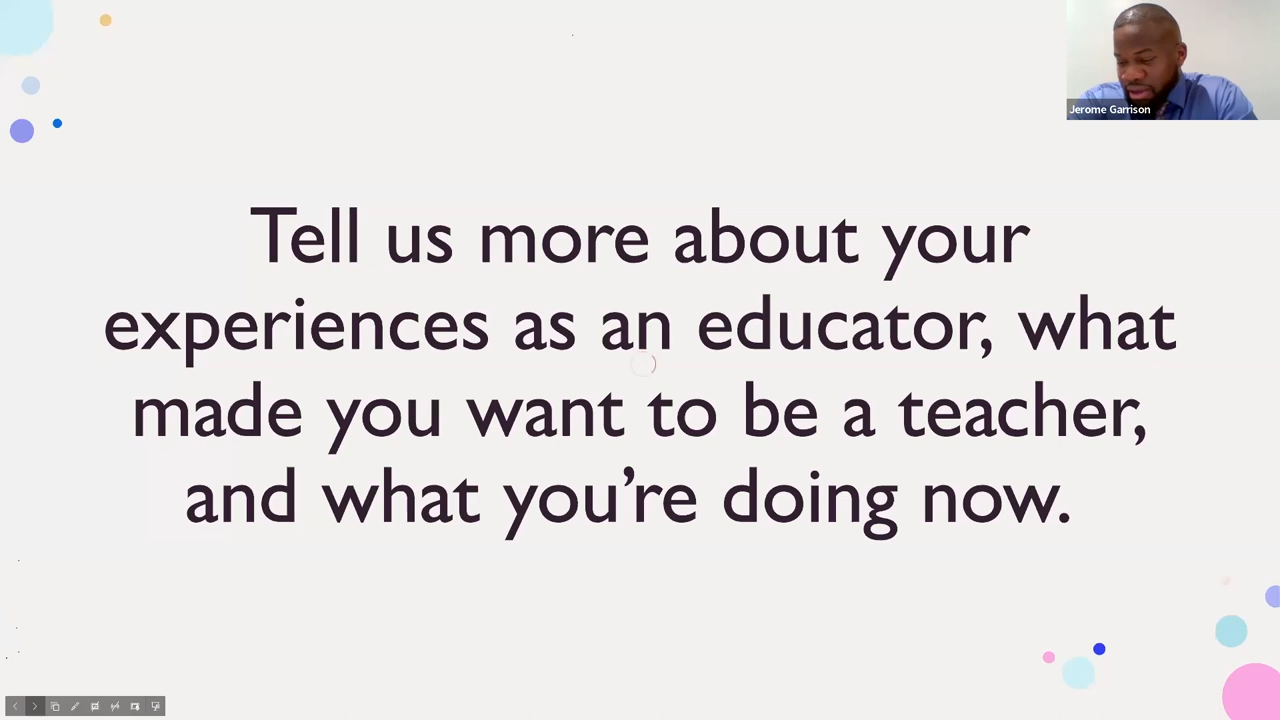 Jerome Garrison
Tell us more about your
experiences as an educator, what
made you want to be a teacher,
and what you’re doing now.